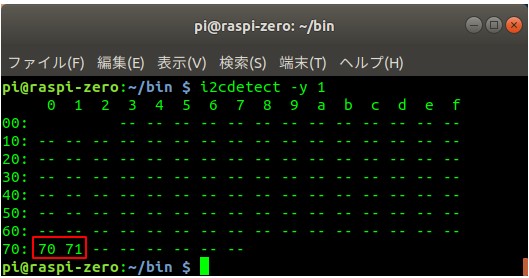 pi@raspi-zero: ~/bin
ファイル(F) 編集(E) 表示(V) 検索(S) 端末(T) ヘルプ(H)
pi@raspi-zero:~/bin $ i2cdetect -y 1
     0  1  2  3  4  5  6  7  8  9  a  b  c  d  e  f
00:          -- -- -- -- -- -- -- -- -- -- -- -- --
10: -- -- -- -- -- -- -- -- -- -- -- -- -- -- -- --
20: -- -- -- -- -- -- -- -- -- -- -- -- -- -- -- --
30: -- -- -- -- -- -- -- -- -- -- -- -- -- -- -- --
40: -- -- -- -- -- -- -- -- -- -- -- -- -- -- -- --
50: -- -- -- -- -- -- -- -- -- -- -- -- -- -- -- --
60: -- -- -- -- -- -- -- -- -- -- -- -- -- -- -- --
70: 70 71 -- -- -- -- -- --
pi@raspi-zero:~/bin $